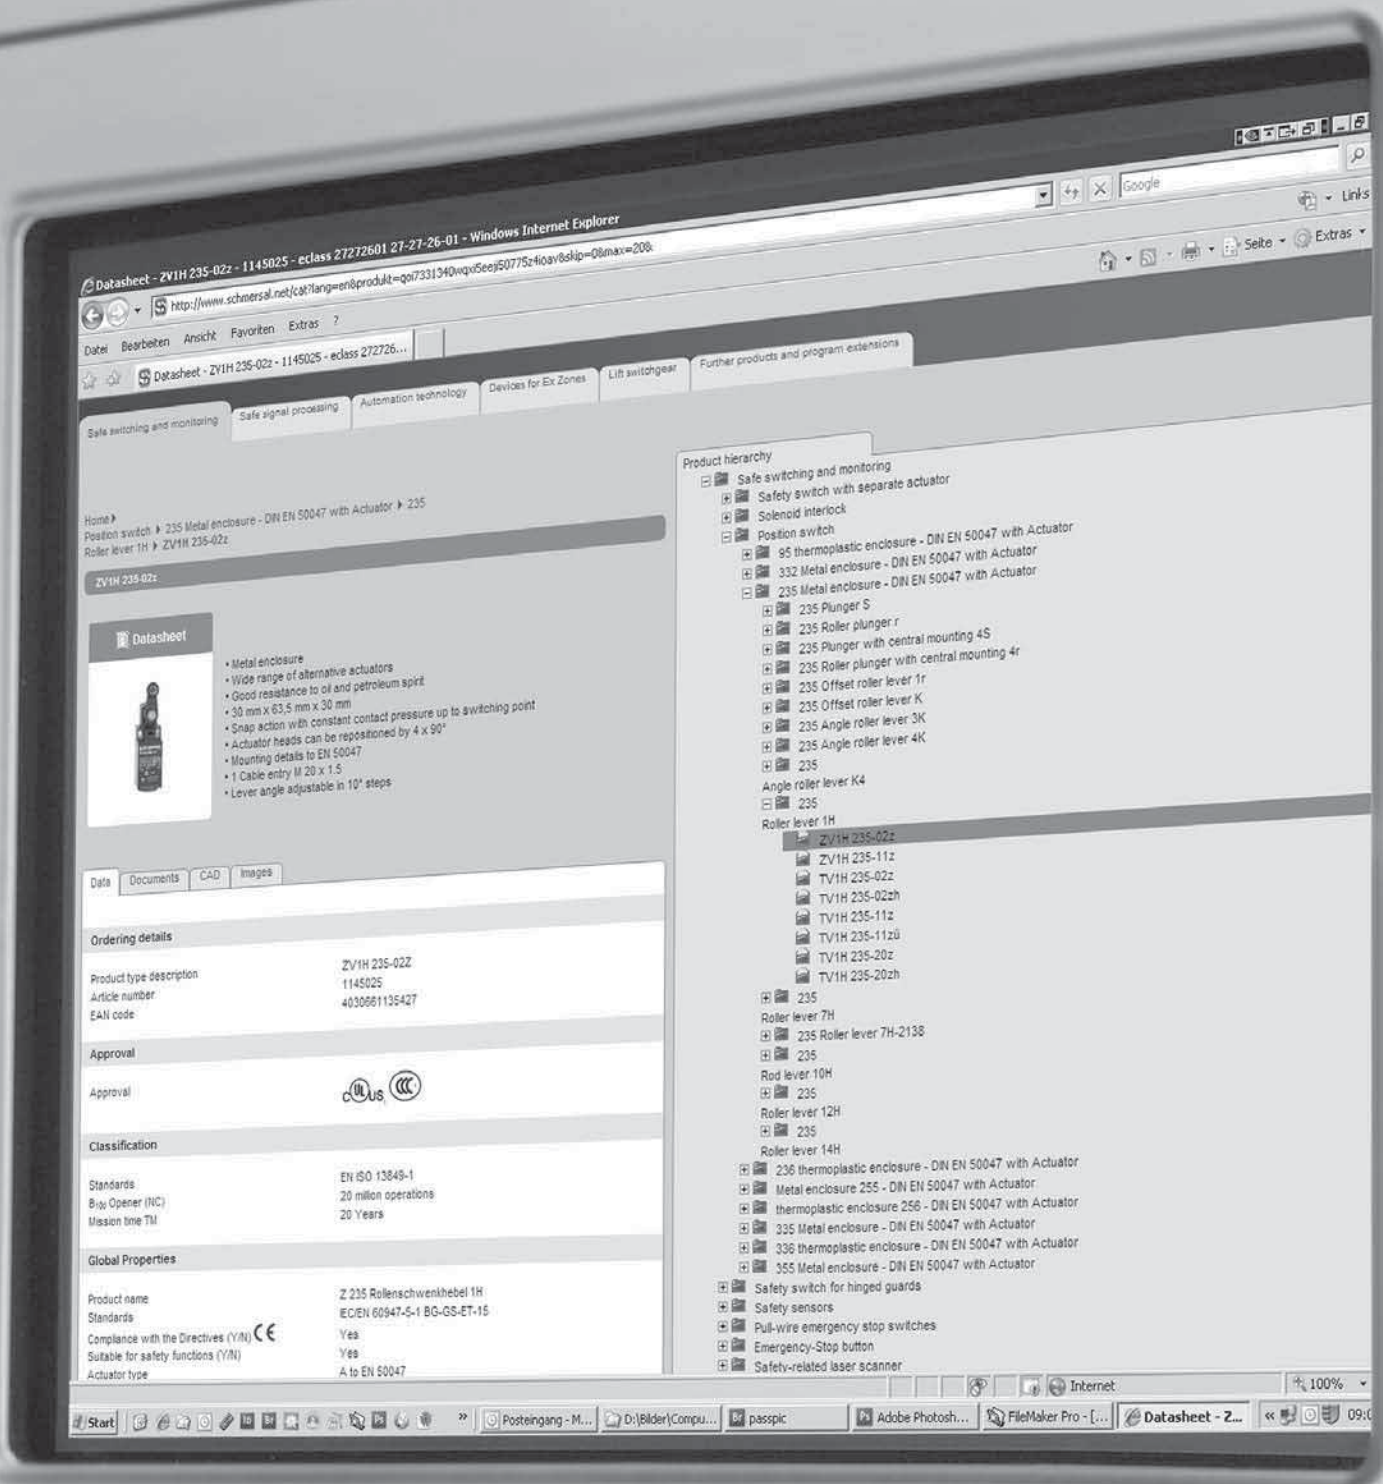 Datasheet - ZV1H 235-02z - 1145025 - eclass 27272601 27-27-26-01 - Windows Internet Explorer
Google
Links
Datei Bearbeiten Ansicht Favoriten Extras ?
Datasheet - ZV1H 235-02z - 1145025 - eclass 272726...
Seite Extras
Safe switching and monitoring
Safe signal processing
Automation technology
Devices for Ex Zones
Lift switchgear
Further products and program extensions
Home
Position switch 235 Metal enclosure - DIN EN 50047 with Actuator 235
Roller lever 1H ZV1H 235-02z
ZV1H 235-02z
Datasheet
• Metal enclosure
• Wide range of alternative actuators
• Good resistance to oil and petroleum spirit
• 30 mm x 63,5 mm x 30 mm
• Snap action with constant contact pressure up to switching point
• Actuator heads can be repositioned by 4 x 90°
• Mounting details to EN 50047
• 1 Cable entry M 20 x 1.5
• Lever angle adjustable in 10° steps
Data Documents CAD Images
Ordering details
Product type description ZV1H 235-02Z
Article number 1145025
EAN code 4030661135427
Approval
Approval c UL us, CCC
Classification
Standards EN ISO 13849-1
B10d Opener (NC) 20 million operations
Mission time TM 20 Years
Global Properties
Product name Z 235 Rollenschwenkhebel 1H
Standards IEC/EN 60947-5-1 BG-GS-ET-15
Compliance with the Directives (Y/N) CE Yes
Suitable for safety functions (Y/N) Yes
Actuator type A to EN 50047
Product hierarchy
Safe switching and monitoring
Safety switch with separate actuator
Solenoid interlock
Position switch
95 thermoplastic enclosure - DIN EN 50047 with Actuator
332 Metal enclosure - DIN EN 50047 with Actuator
235 Metal enclosure - DIN EN 50047 with Actuator
235 Plunger S
235 Roller plunger r
235 Plunger with central mounting 4S
235 Roller plunger with central mounting 4r
235 Offset roller lever 1r
235 Offset roller lever K
235 Angle roller lever 3K
235 Angle roller lever 4K
235
Angle roller lever K4
235
Roller lever 1H
ZV1H 235-02z
ZV1H 235-11z
TV1H 235-02z
TV1H 235-02zh
TV1H 235-11z
TV1H 235-11zü
TV1H 235-20z
TV1H 235-20zh
235
Roller lever 7H
235 Roller lever 7H-2138
235
Rod lever 10H
235
Roller lever 12H
235
Roller lever 14H
236 thermoplastic enclosure - DIN EN 50047 with Actuator
Metal enclosure 255 - DIN EN 50047 with Actuator
thermoplastic enclosure 256 - DIN EN 50047 with Actuator
335 Metal enclosure - DIN EN 50047 with Actuator
336 thermoplastic enclosure - DIN EN 50047 with Actuator
355 Metal enclosure - DIN EN 50047 with Actuator
Safety switch for hinged guards
Safety sensors
Pull-wire emergency stop switches
Emergency-Stop button
Safety-related laser scanner
Internet 100%
Start » Posteingang - M... D:\Bilder\Compu... Br passpic Adobe Photosh... FileMaker Pro - [... Datasheet - Z... « 09:0